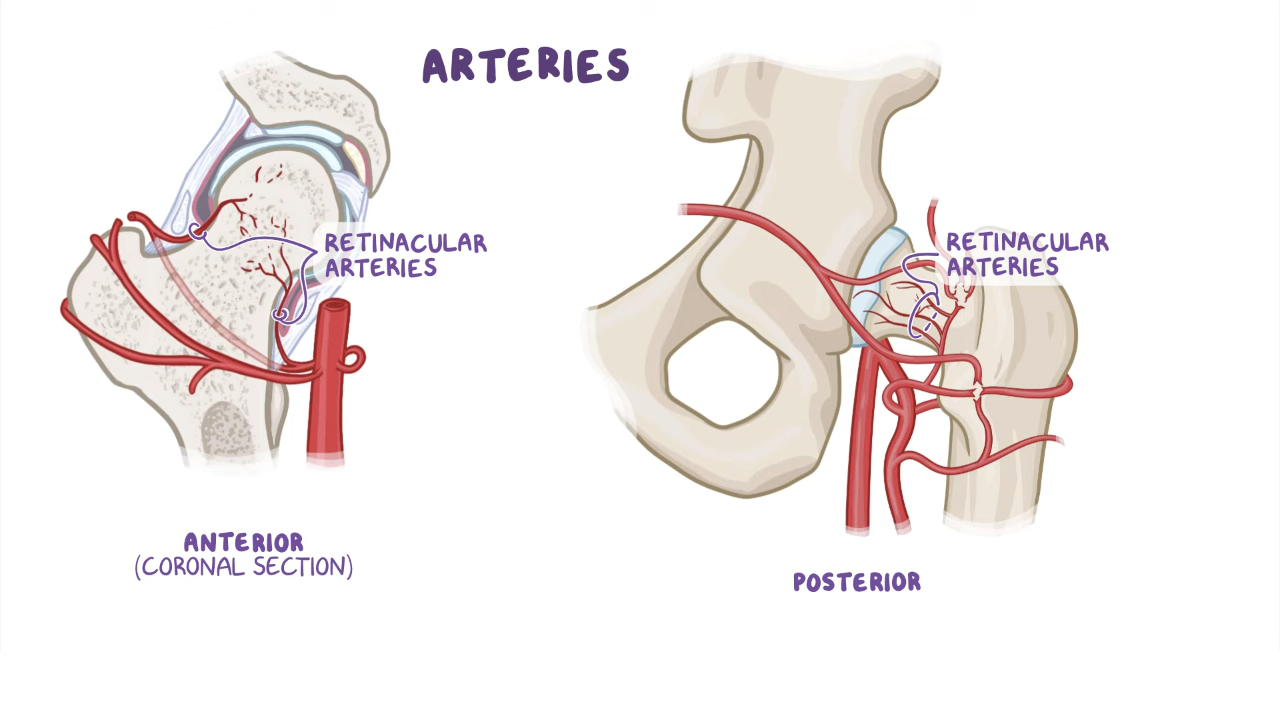 ARTERIES
RETINACULAR
ARTERIES
RETINACULAR
ARTERIES
ANTERIOR
(CORONAL SECTION)
POSTERIOR